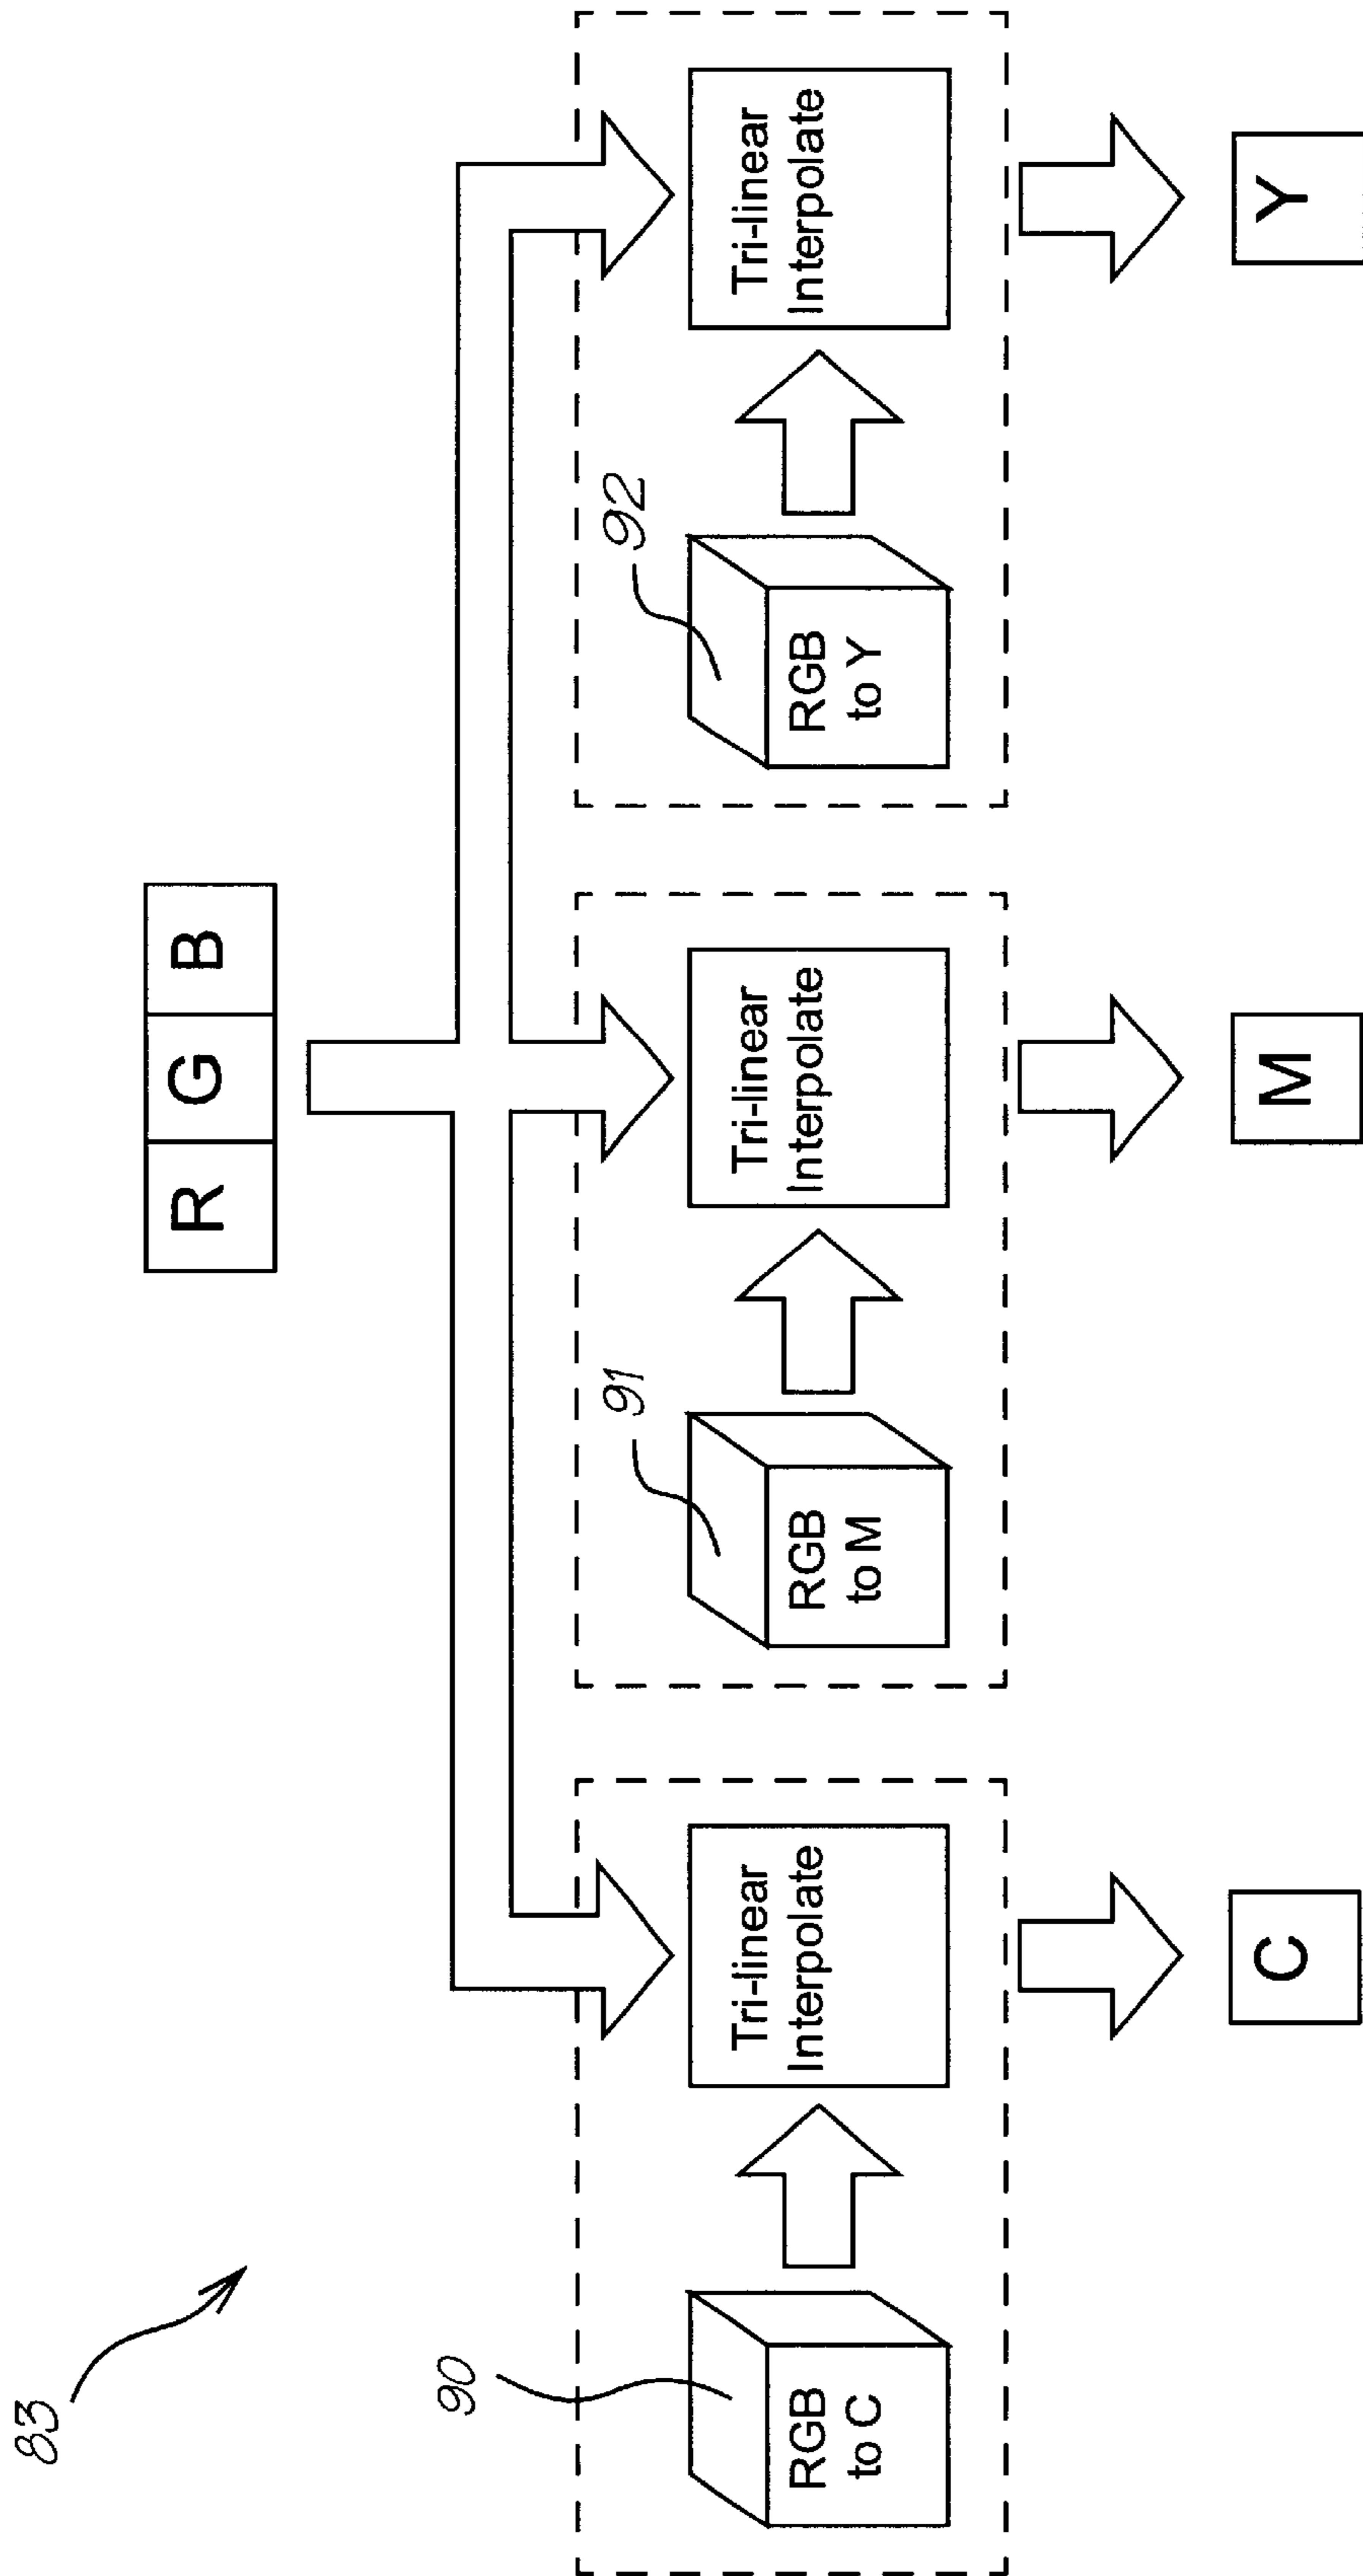 83
R G B
90
91
92
RGB
to C
Tri-linear
Interpolate
RGB
to M
Tri-linear
Interpolate
RGB
to Y
Tri-linear
Interpolate
C
M
Y